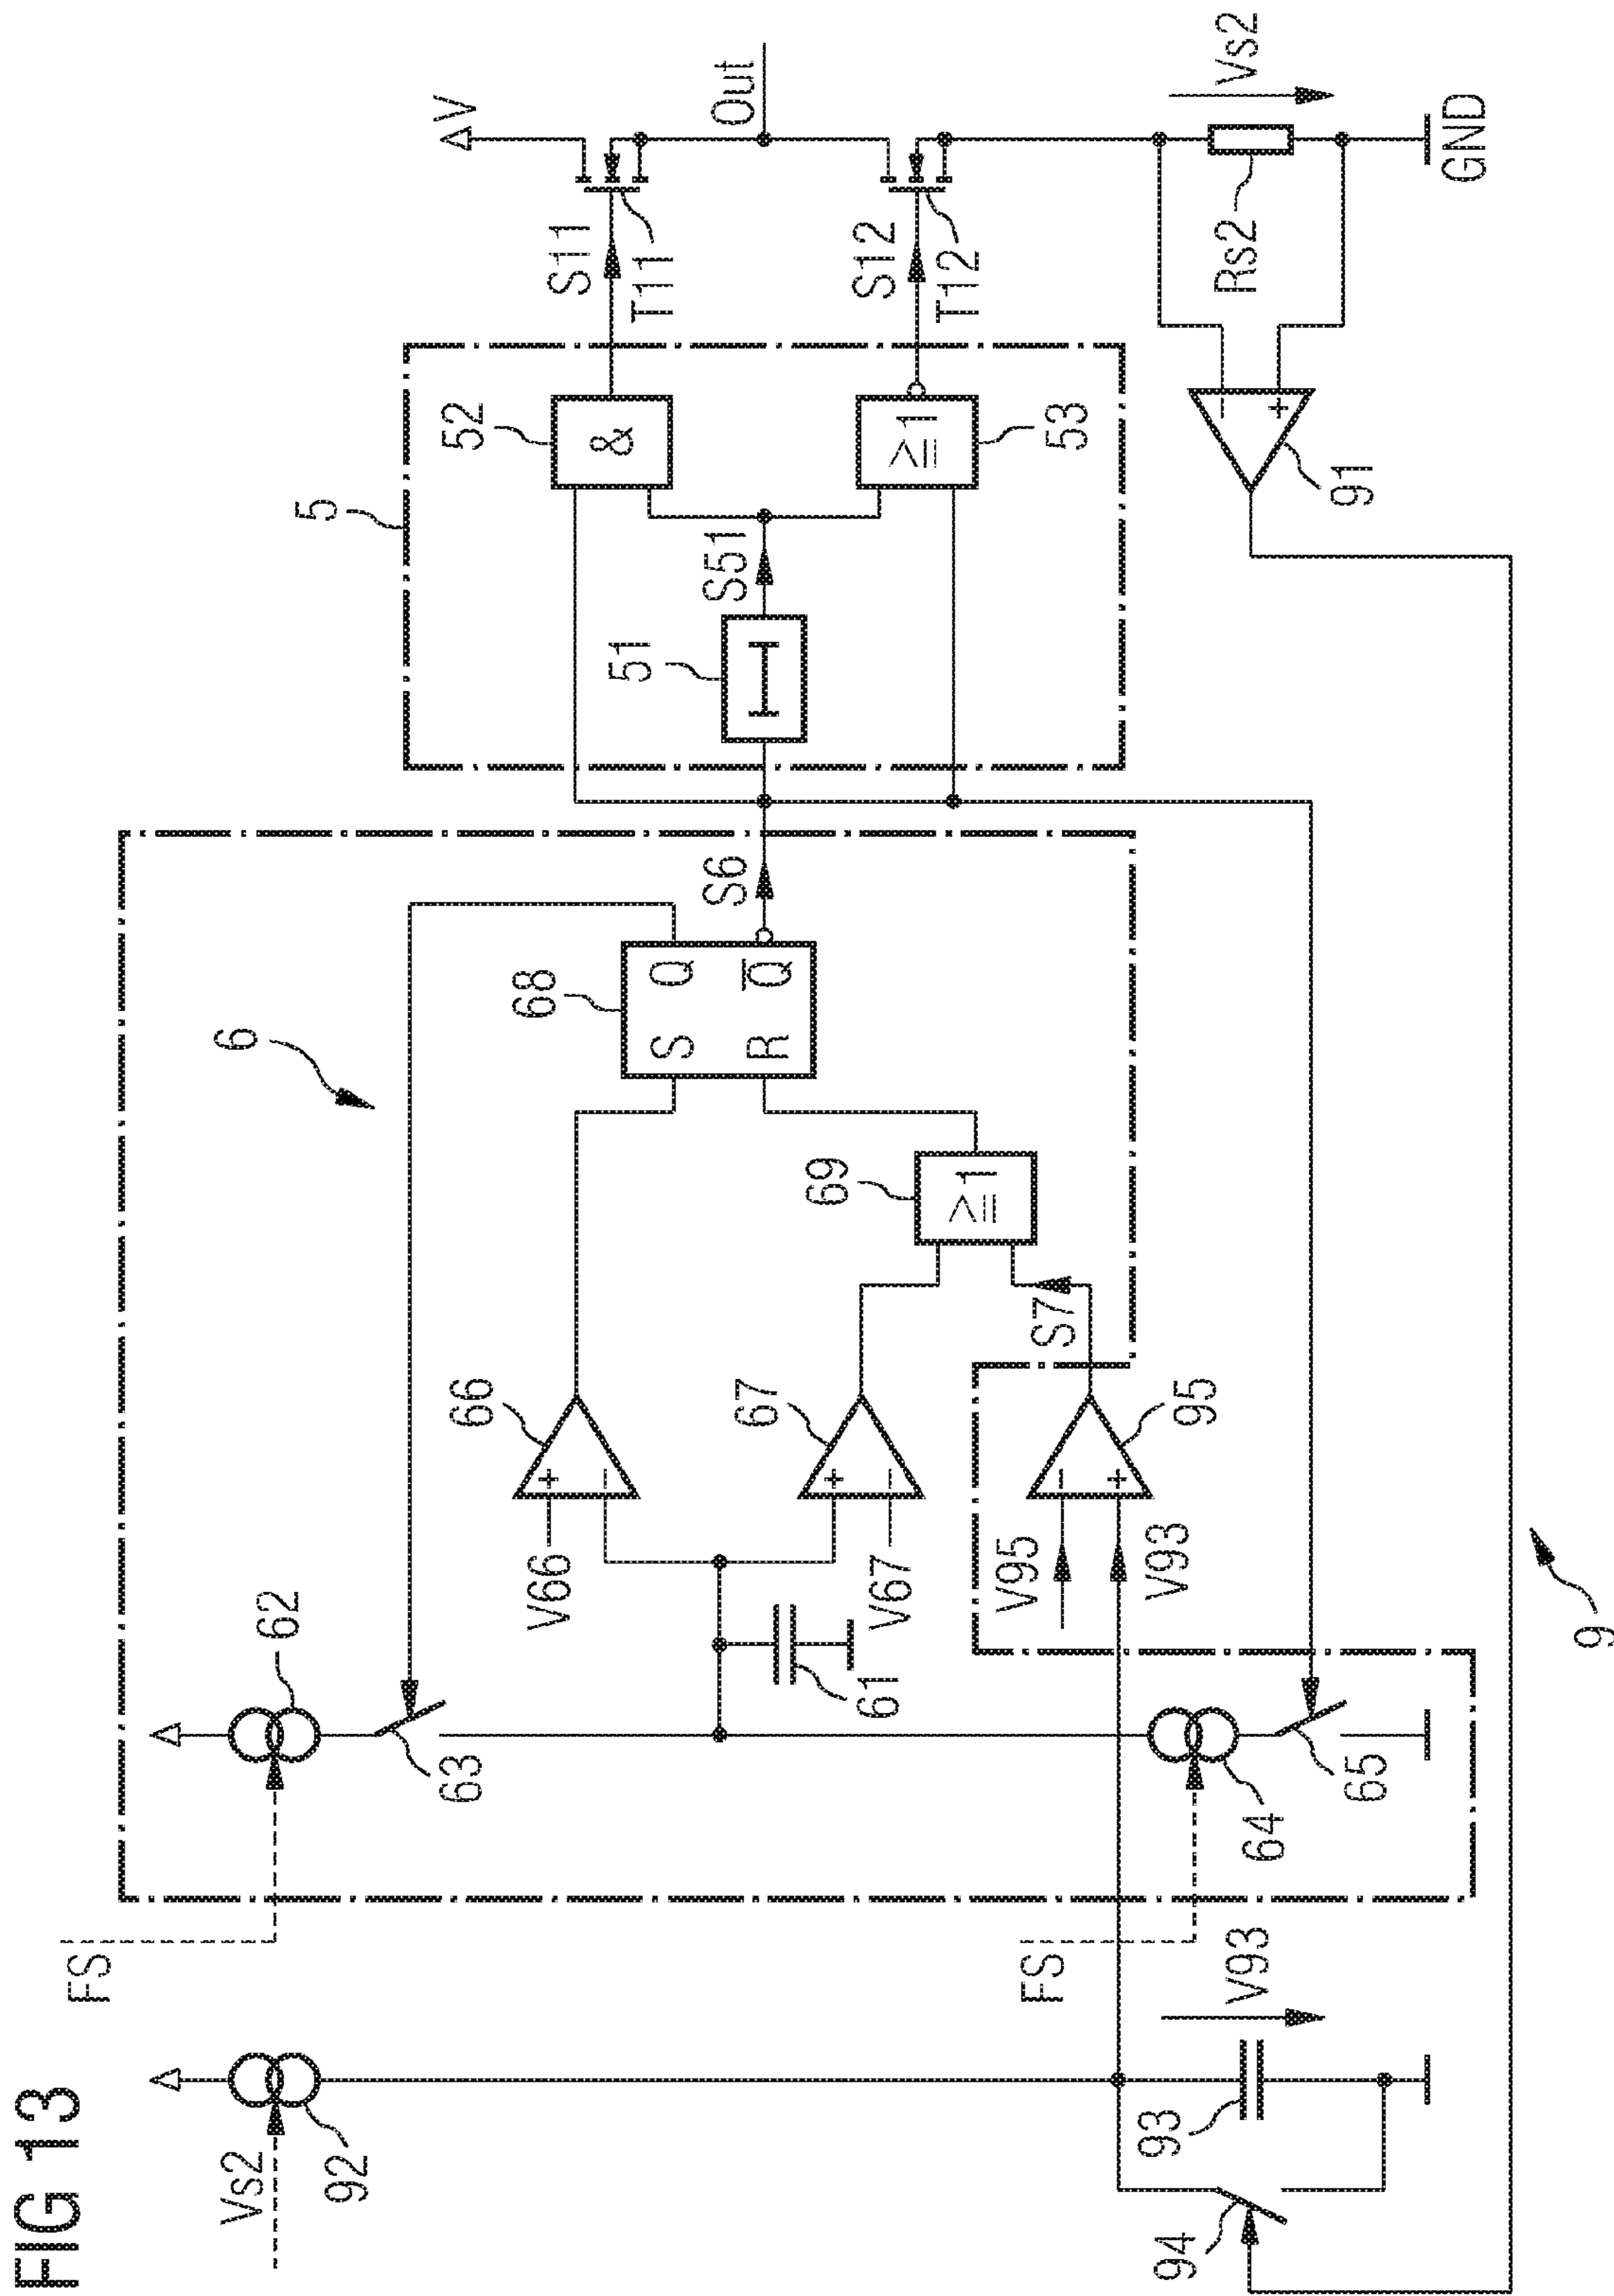 FIG 13
Vs2
92
94
93
V93
FS
FS
62
63
61
64
65
V66
V67
V95
V93
66
+
−
67
+
−
95
−
+
S7
69
≥1
6
68
S
Q
R
Q̅
S6
9
5
51
S51
52
&
53
≥1
S11
T11
S12
T12
V
Out
91
−
+
Rs2
Vs2
GND